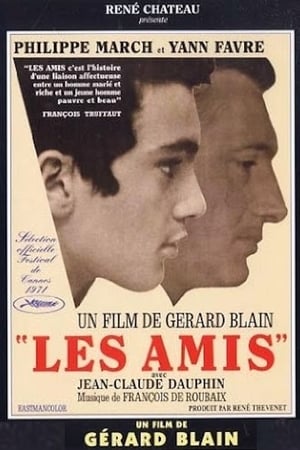 RENÉ CHATEAU
présente
PHILIPPE MARCH et YANN FAVRE
"LES AMIS" c'est l'histoire
d'une liaison affectueuse
entre un homme marié et
riche et un jeune homme
pauvre et beau"
FRANÇOIS TRUFFAUT
Sélection
officielle
Festival
de
Cannes
1971
UN FILM DE GERARD BLAIN
"LES AMIS"
avec
JEAN-CLAUDE DAUPHIN
Musique de FRANÇOIS DE ROUBAIX
EASTMANCOLOR
PRODUIT PAR RENÉ THEVENET
UN FILM DE
GÉRARD BLAIN